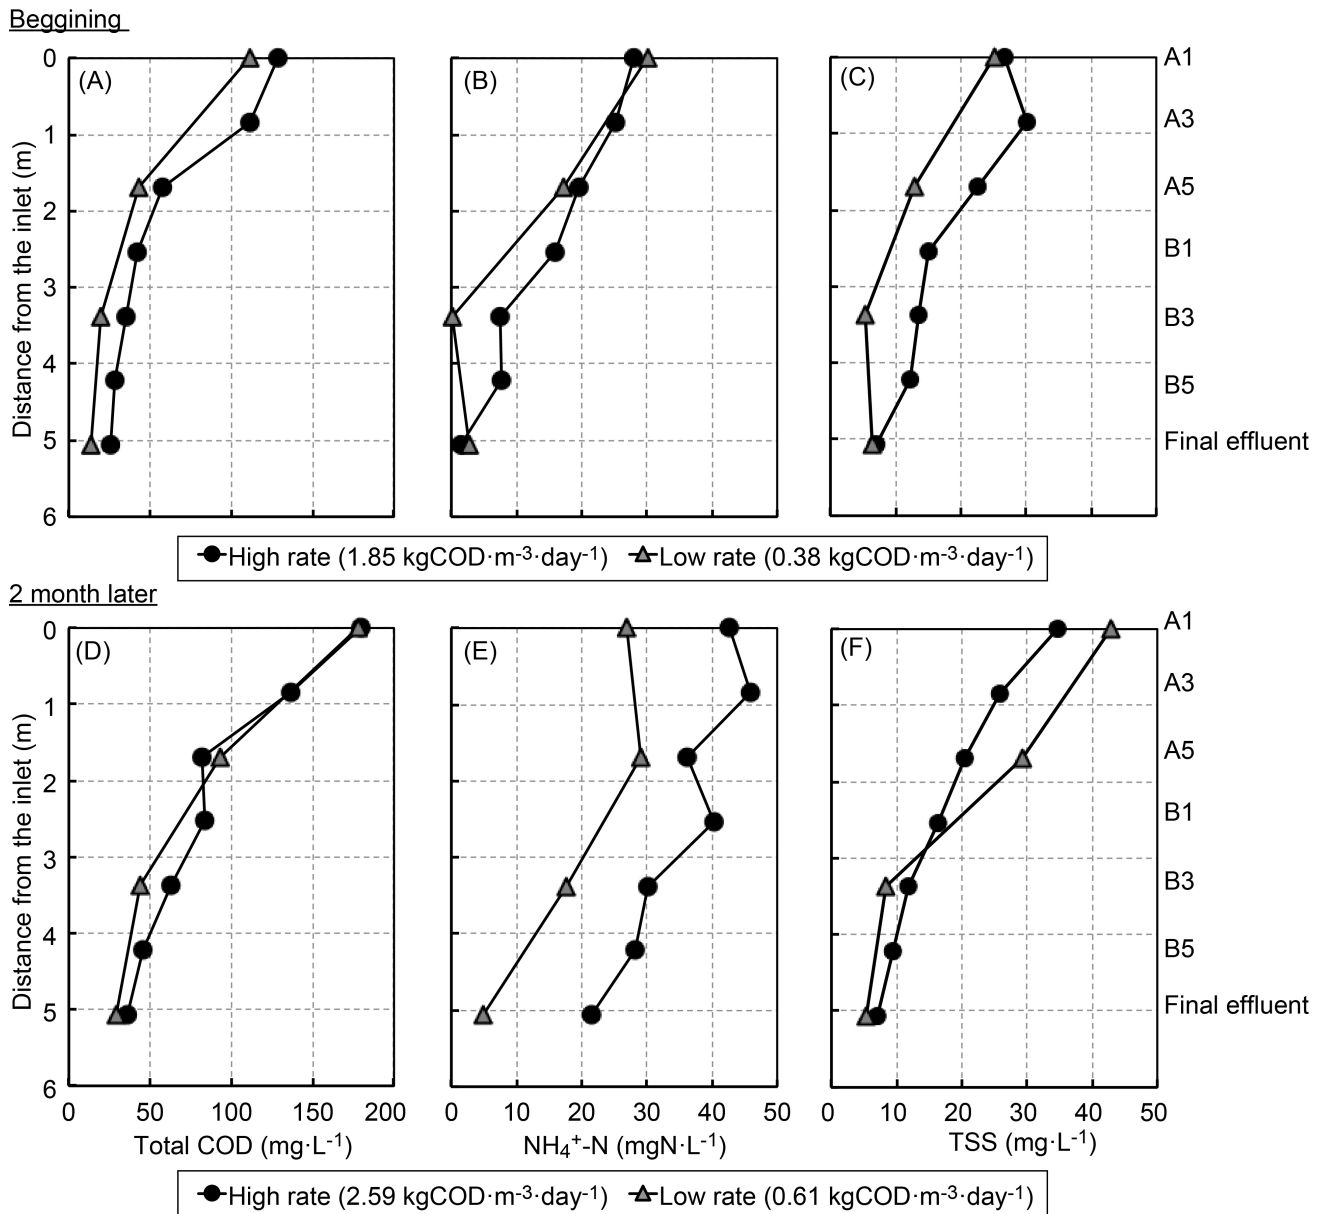 Beggining
(A)
(B)
(C)
0
1
2
3
4
5
6
Distance from the inlet (m)
A1
A3
A5
B1
B3
B5
Final effluent
High rate (1.85 kgCOD·m-3·day-1) Low rate (0.38 kgCOD·m-3·day-1)
2 month later
(D)
(E)
(F)
0
1
2
3
4
5
6
Distance from the inlet (m)
A1
A3
A5
B1
B3
B5
Final effluent
0 50 100 150 200
0 10 20 30 40 50
0 10 20 30 40 50
Total COD (mg·L-1)
NH4+-N (mgN·L-1)
TSS (mg·L-1)
High rate (2.59 kgCOD·m-3·day-1) Low rate (0.61 kgCOD·m-3·day-1)